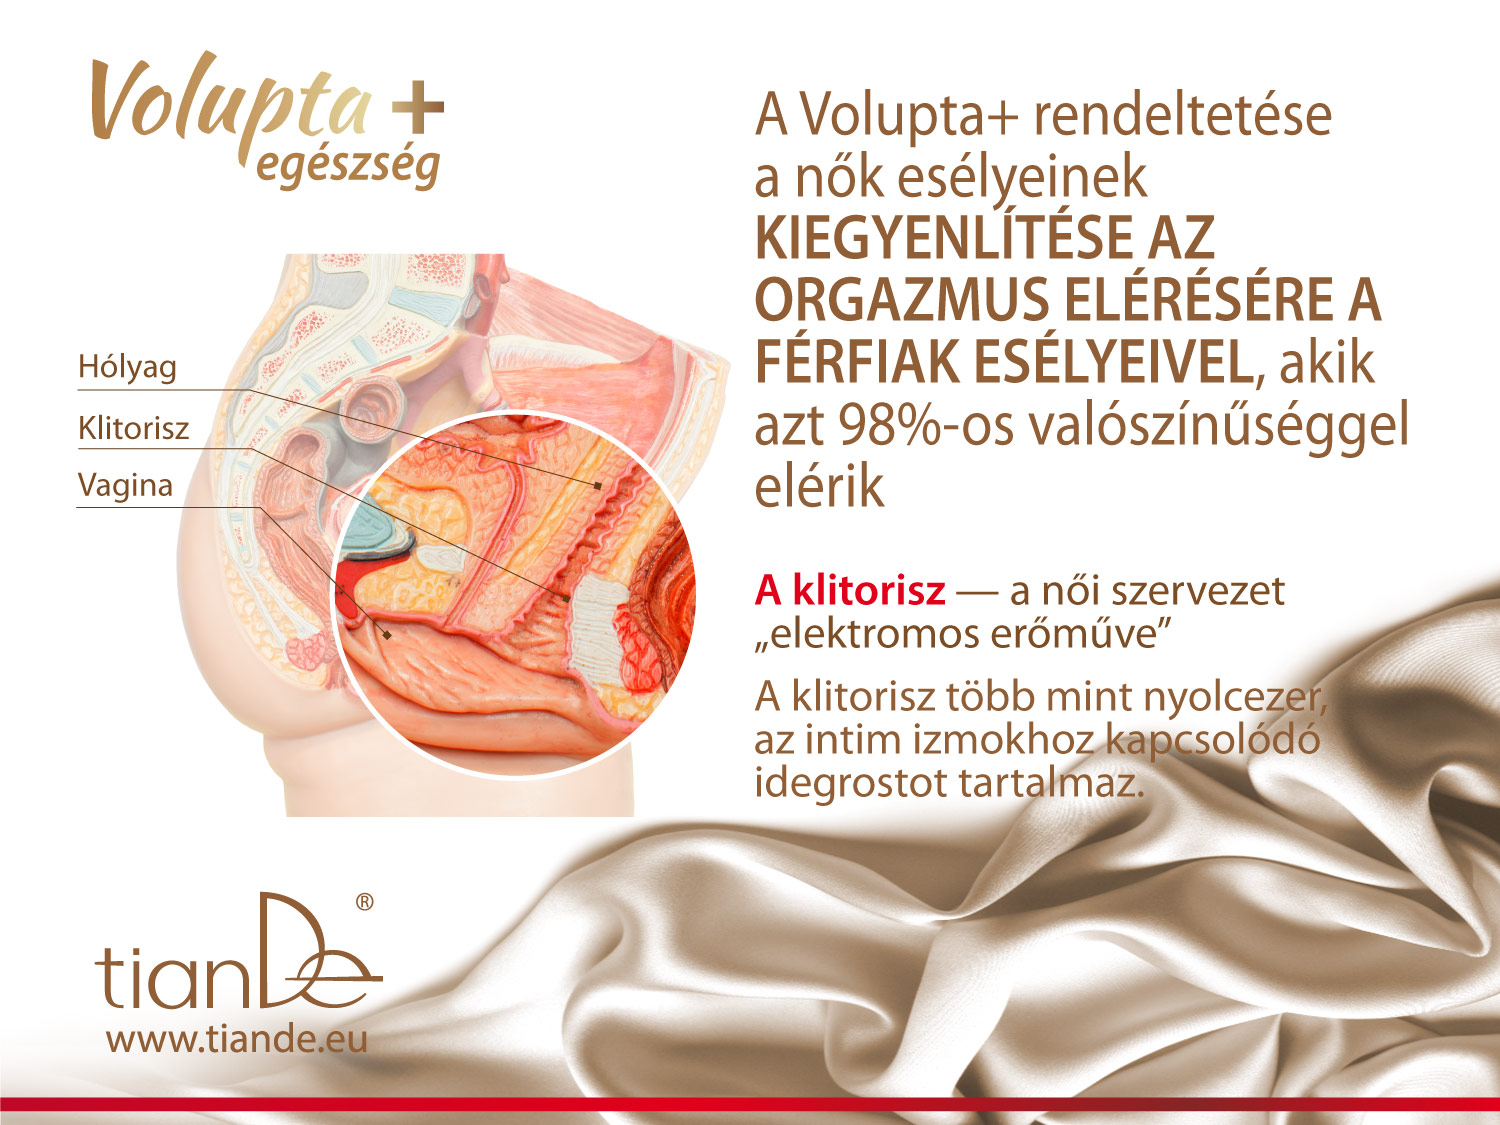 Volupta +
egészség
A Volupta+ rendeltetése
a nők esélyeinek
KIEGYENLÍTÉSE AZ
ORGAZMUS ELÉRÉSÉRE A
FÉRFIAK ESÉLYEIVEL, akik
azt 98%-os valószínűséggel
elérik
Hólyag
Klitorisz
Vagina
A klitorisz — a női szervezet
„elektromos erőműve”
A klitorisz több mint nyolcezer,
az intim izmokhoz kapcsolódó
idegrostot tartalmaz.
tianDe®
www.tiande.eu